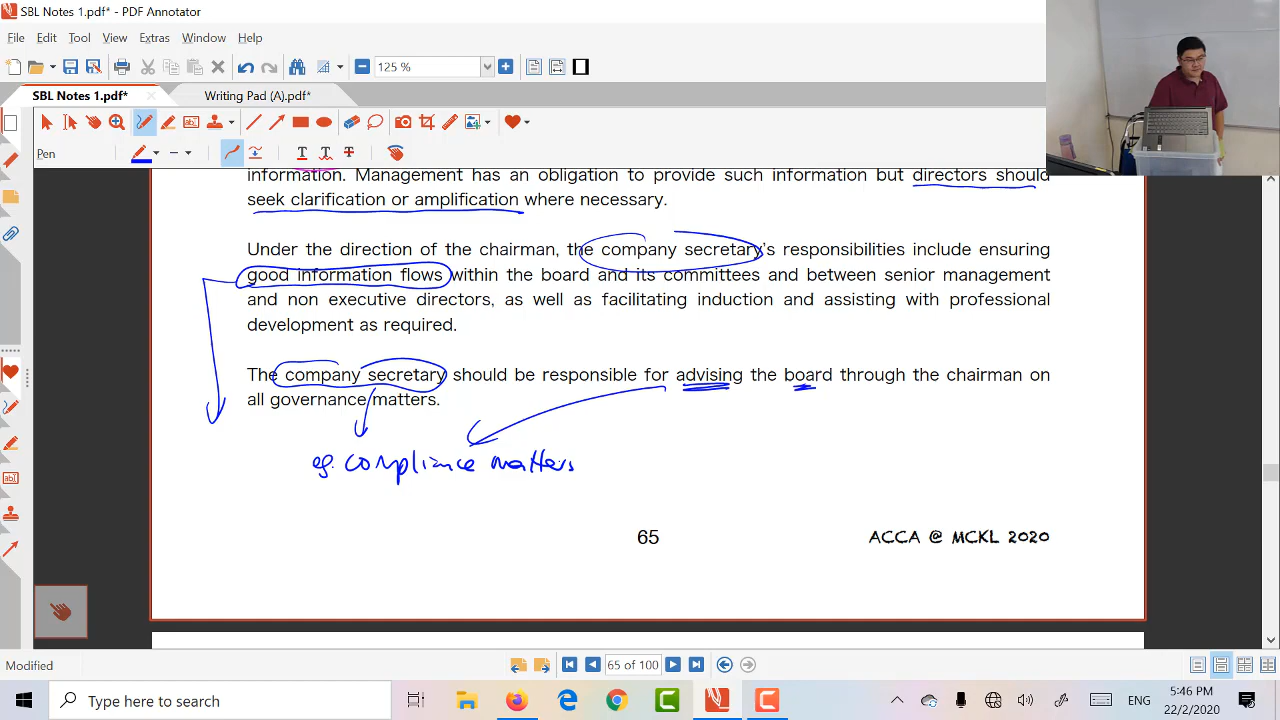 SBL Notes 1.pdf* - PDF Annotator
File Edit Tool View Extras Window Help
125 %
SBL Notes 1.pdf* Writing Pad (A).pdf*
Pen
information. Management has an obligation to provide such information but directors should
seek clarification or amplification where necessary.
Under the direction of the chairman, the company secretary's responsibilities include ensuring
good information flows within the board and its committees and between senior management
and non executive directors, as well as facilitating induction and assisting with professional
development as required.
The company secretary should be responsible for advising the board through the chairman on
all governance matters.
eg. compliance matters
65
ACCA @ MCKL 2020
Modified
65 of 100
Type here to search
ENG
5:46 PM
22/2/2020